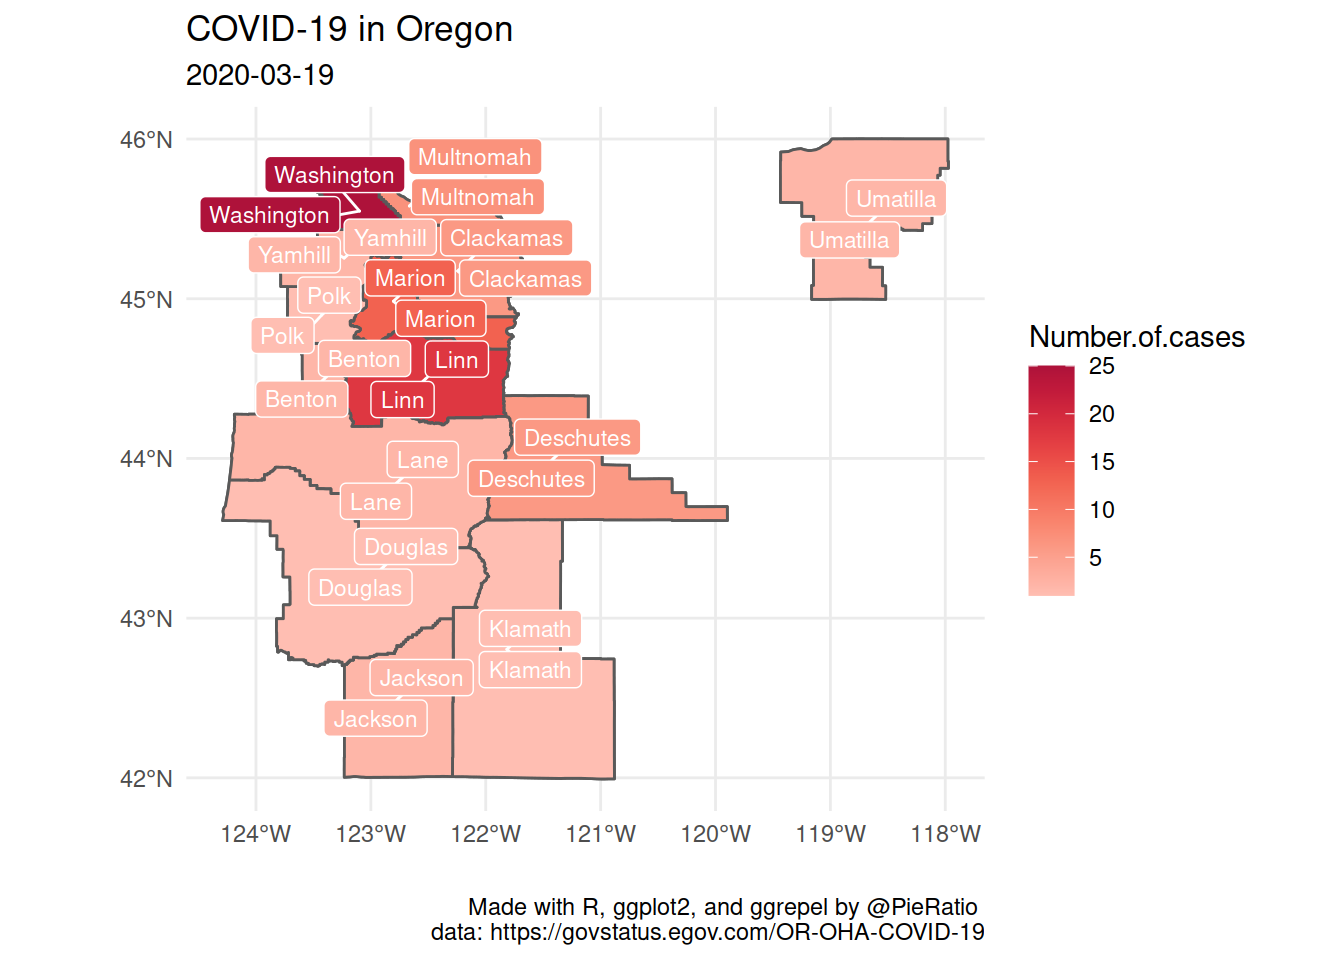 COVID-19 in Oregon
2020-03-19
46°N
45°N
44°N
43°N
42°N
Multnomah
Washington
Multnomah
Umatilla
Washington
Yamhill
Clackamas
Umatilla
Yamhill
Marion
Clackamas
Polk
Marion
Polk
Benton
Linn
Benton
Linn
Deschutes
Lane
Deschutes
Lane
Douglas
Douglas
Klamath
Klamath
Jackson
Jackson
124°W 123°W 122°W 121°W 120°W 119°W 118°W
Number.of.cases
25
20
15
10
5
Made with R, ggplot2, and ggrepel by @PieRatio
data: https://govstatus.egov.com/OR-OHA-COVID-19